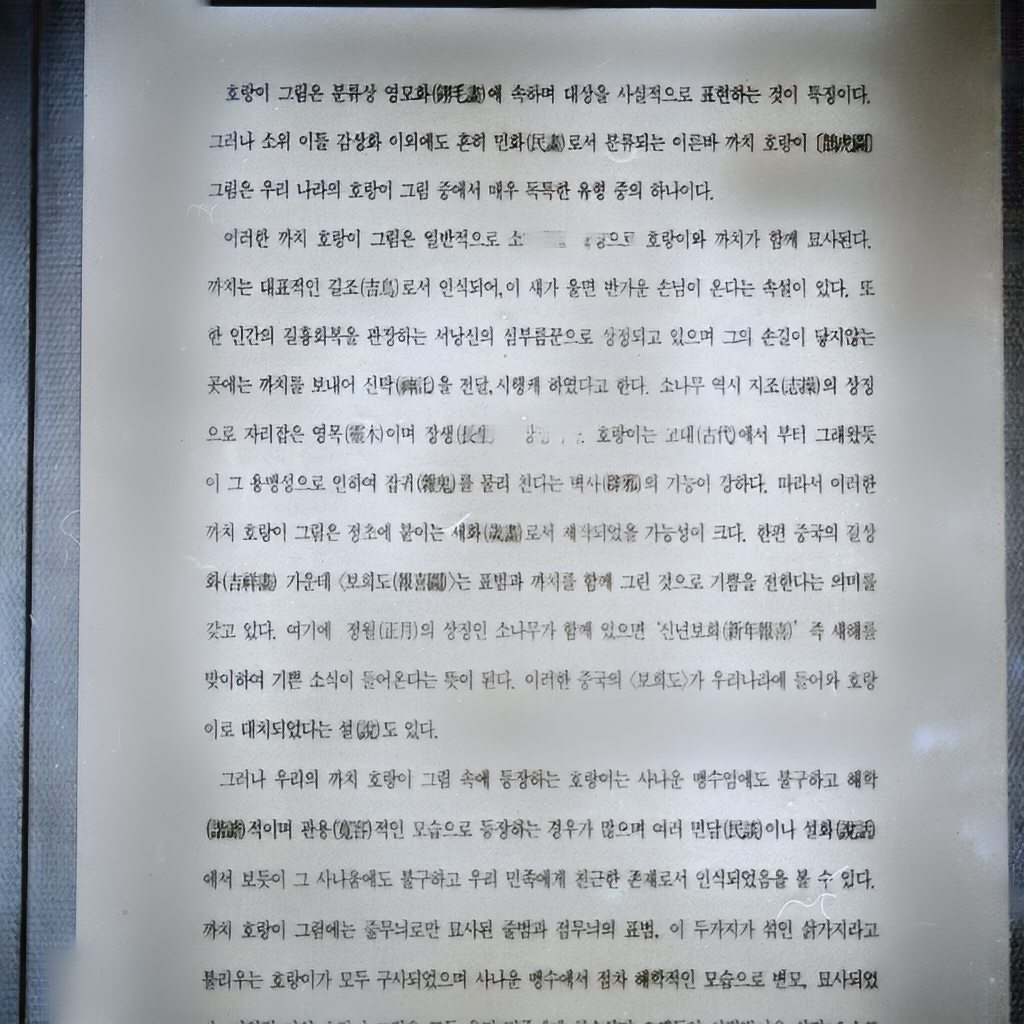 호랑이 그림은 분류상 영모화(翎毛畵)에 속하며 대상을 사실적으로 표현하는 것이 특징이다.
그러나 소위 이들 감상화 이외에도 흔히 민화(民畵)로서 분류되는 이른바 까치 호랑이 〔鵲虎圖〕
그림은 우리 나라의 호랑이 그림 중에서 매우 독특한 유형 중의 하나이다.
이러한 까치 호랑이 그림은 일반적으로 호랑이와 까치가 함께 묘사된다.
까치는 대표적인 길조(吉鳥)로서 인식되어,이 새가 울면 반가운 손님이 온다는 속설이 있다. 또
한 인간의 길흉화복을 관장하는 서낭신의 심부름꾼으로 상정되고 있으며 그의 손길이 닿지않는
곳에는 까치를 보내어 신탁(神託)을 전달,시행케 하였다고 한다. 소나무 역시 지조(志操)의 상징
으로 자리잡은 영목(靈木)이며 장생(長生 호랑이는 고대(古代)에서 부터 그래왔듯
이 그 용맹성으로 인하여 잡귀(雜鬼)를 물리 친다는 벽사(辟邪)의 기능이 강하다. 따라서 이러한
까치 호랑이 그림은 정초에 붙이는 세화(歲畵)로서 제작되었을 가능성이 크다. 한편 중국의 길상
화(吉祥畵) 가운데 〈보희도(報喜圖)〉는 표범과 까치를 함께 그린 것으로 기쁨을 전한다는 의미를
갖고 있다. 여기에 정월(正月)의 상징인 소나무가 함께 있으면 '신년보희(新年報喜)' 즉 새해를
맞이하여 기쁜 소식이 들어온다는 뜻이 된다. 이러한 중국의 〈보희도〉가 우리나라에 들어와 호랑
이로 대치되었다는 설(說)도 있다.
그러나 우리의 까치 호랑이 그림 속에 등장하는 호랑이는 사나운 맹수임에도 불구하고 해학
(諧謔)적이며 관용(寬容)적인 모습으로 등장하는 경우가 많으며 여러 민담(民談)이나 설화(說話)
에서 보듯이 그 사나움에도 불구하고 우리 민족에게 친근한 존재로서 인식되었음을 볼 수 있다.
까치 호랑이 그림에는 줄무늬로만 묘사된 줄범과 점무늬의 표범, 이 두가지가 섞인 삵가지라고
불리우는 호랑이가 모두 구사되었으며 사나운 맹수에서 점차 해학적인 모습으로 변모, 묘사되었